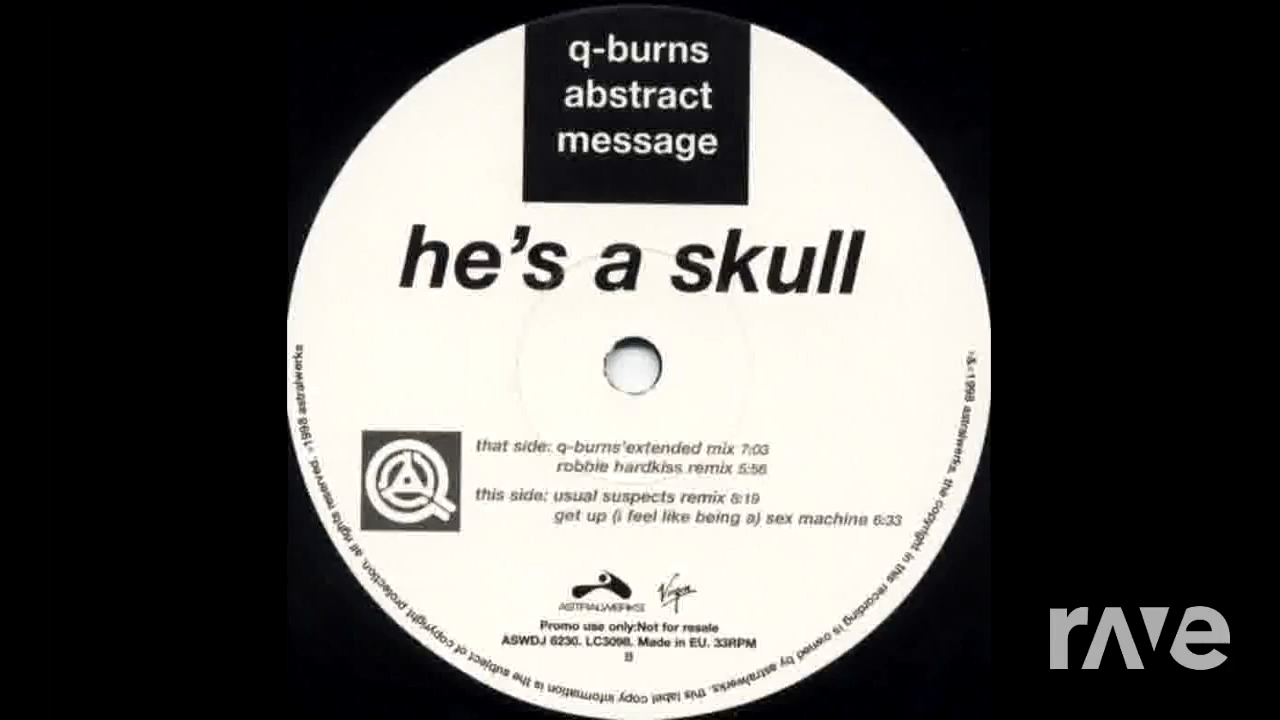 q-burns
abstract
message
he's a skull
that side: q-burns'extended mix 7:03
robbie hardkiss remix 5:56
this side: usual suspects remix 8:19
get up (i feel like being a) sex machine 6:33
ASTRALWERKS
Virgin
Promo use only:Not for resale
ASWDJ 6230. LC3098. Made in EU. 33RPM
B
1998 astralwerks. the copyright in this recording is owned by astralwerks. this label copy information is the subject of copyright protection. all rights reserved. 1998 astralwerks
rave